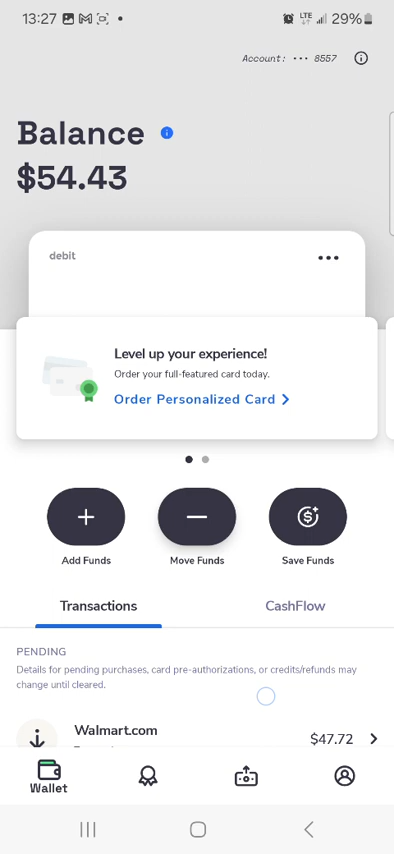 13:27 LTE 29%
Account: ••• 8557
Balance
$54.43
debit
Level up your experience!
Order your full-featured card today.
Order Personalized Card
Add Funds
Move Funds
Save Funds
Transactions
CashFlow
PENDING
Details for pending purchases, card pre-authorizations, or credits/refunds may
change until cleared.
Walmart.com
$47.72
Wallet